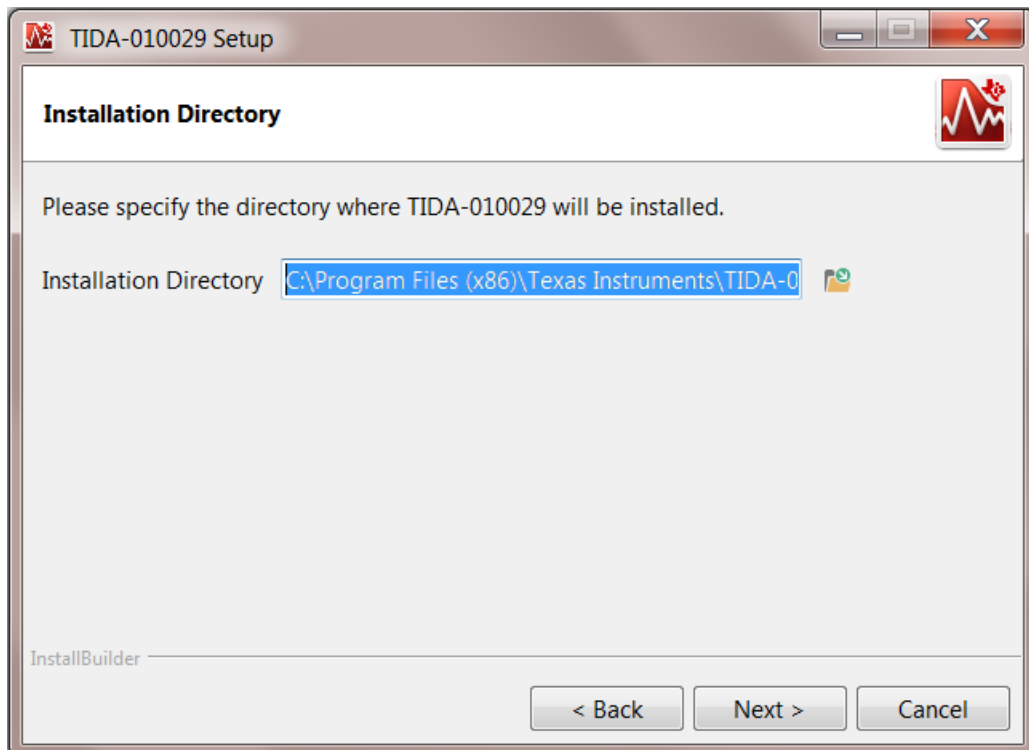 TIDA-010029 Setup
Installation Directory
Please specify the directory where TIDA-010029 will be installed.
Installation Directory C:\Program Files (x86)\Texas Instruments\TIDA-0
InstallBuilder
< Back Next > Cancel